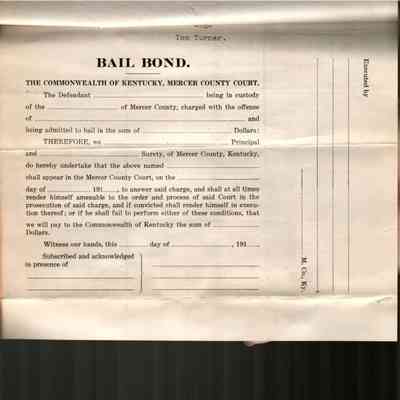 Tom Turner.
BAIL BOND.
THE COMMONWEALTH OF KENTUCKY, MERCER COUNTY COURT.
The Defendant ........ being in custody
of the ........ of Mercer County, charged with the offense
of ........ and
being admitted to bail in the sum of ........ Dollars:
THEREFORE, we ........ Principal
and ........ Surety, of Mercer County, Kentucky,
do hereby undertake that the above named ........
shall appear in the Mercer County Court, on the ........
day of ........ 191...., to answer said charge, and shall at all times
render himself amenable to the order and process of said Court in the
prosecution of said charge, and if convicted shall render himself in execu-
tion thereof; or if he shall fail to perform either of these conditions, that
we will pay to the Commonwealth of Kentucky the sum of ........
Dollars.
Witness our hands, this ........ day of ........, 191....
Subscribed and acknowledged
in presence of
Executed by
M. Co., Ky.